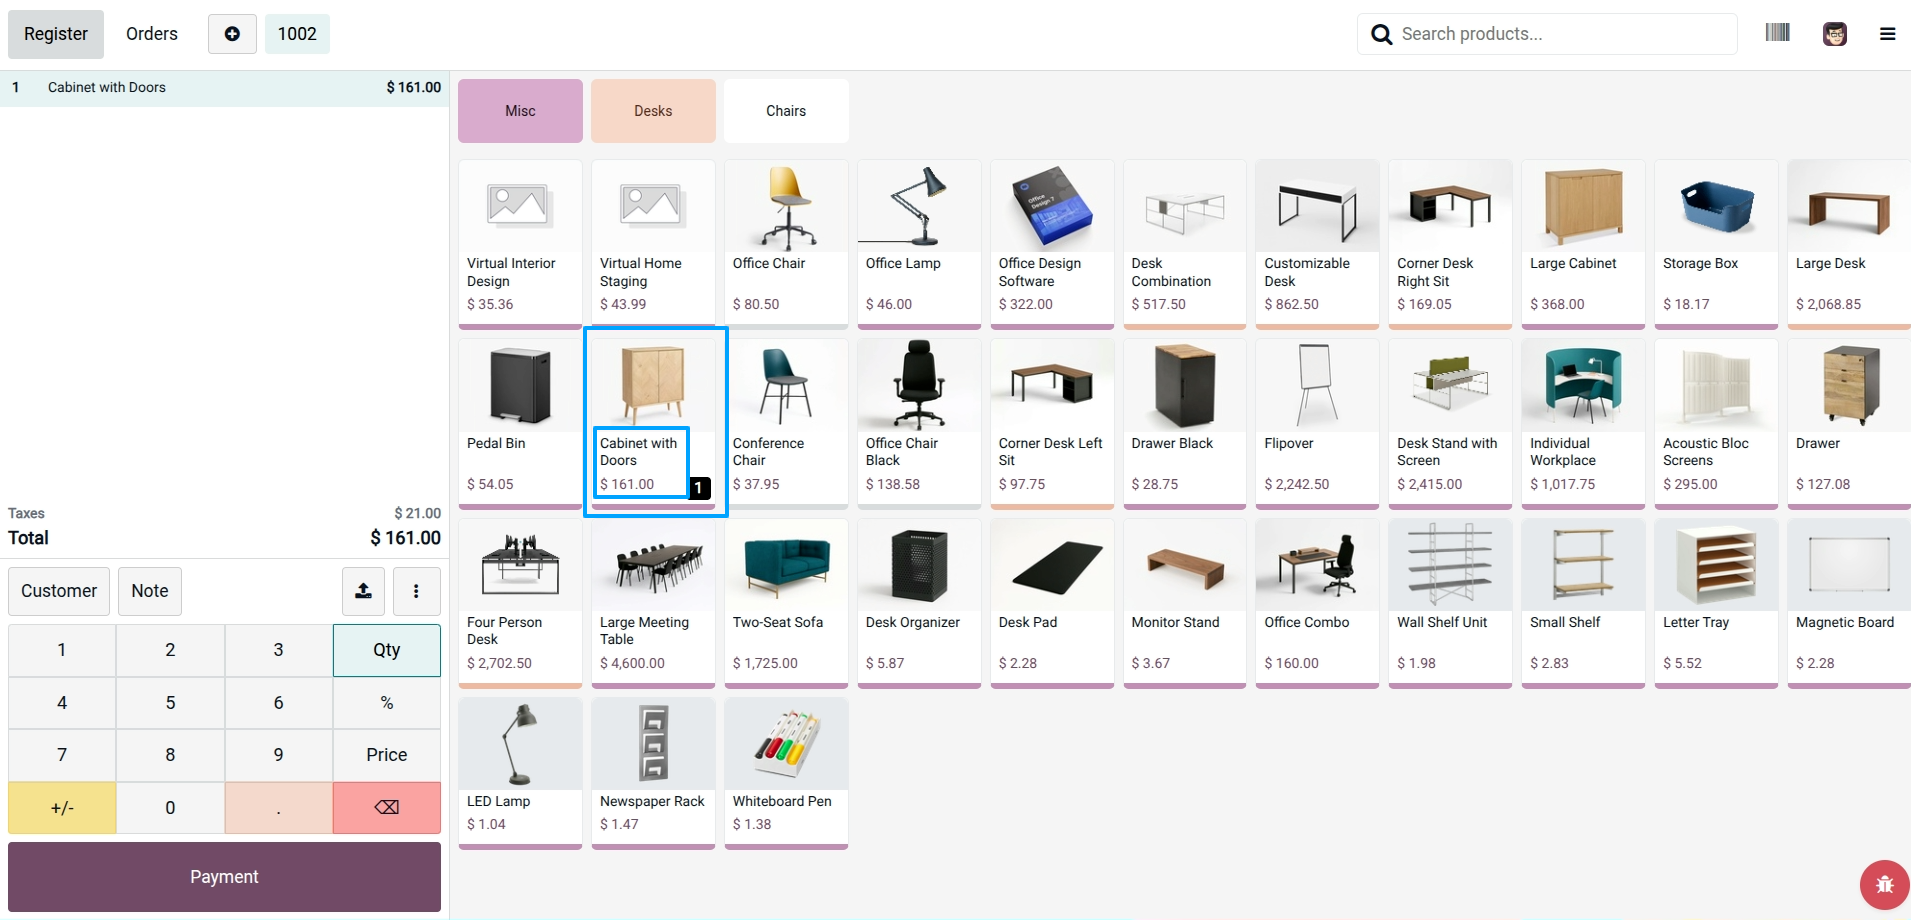 Register
Orders
1002
Search products...
1 Cabinet with Doors $ 161.00
Taxes $ 21.00
Total $ 161.00
Customer
Note
1 2 3 Qty
4 5 6 %
7 8 9 Price
+/- 0 . ⌫
Payment
Misc
Desks
Chairs
Virtual Interior
Design
$ 35.36
Virtual Home
Staging
$ 43.99
Office Chair
$ 80.50
Office Lamp
$ 46.00
Office
Design 7
Office Design
Software
$ 322.00
Desk
Combination
$ 517.50
Customizable
Desk
$ 862.50
Corner Desk
Right Sit
$ 169.05
Large Cabinet
$ 368.00
Storage Box
$ 18.17
Large Desk
$ 2,068.85
Pedal Bin
$ 54.05
Cabinet with
Doors
$ 161.00
1
Conference
Chair
$ 37.95
Office Chair
Black
$ 138.58
Corner Desk Left
Sit
$ 97.75
Drawer Black
$ 28.75
Flipover
$ 2,242.50
Desk Stand with
Screen
$ 2,415.00
Individual
Workplace
$ 1,017.75
Acoustic Bloc
Screens
$ 295.00
Drawer
$ 127.08
Four Person
Desk
$ 2,702.50
Large Meeting
Table
$ 4,600.00
Two-Seat Sofa
$ 1,725.00
Desk Organizer
$ 5.87
Desk Pad
$ 2.28
Monitor Stand
$ 3.67
Office Combo
$ 160.00
Wall Shelf Unit
$ 1.98
Small Shelf
$ 2.83
Letter Tray
$ 5.52
Magnetic Board
$ 2.28
LED Lamp
$ 1.04
Newspaper Rack
$ 1.47
Whiteboard Pen
$ 1.38